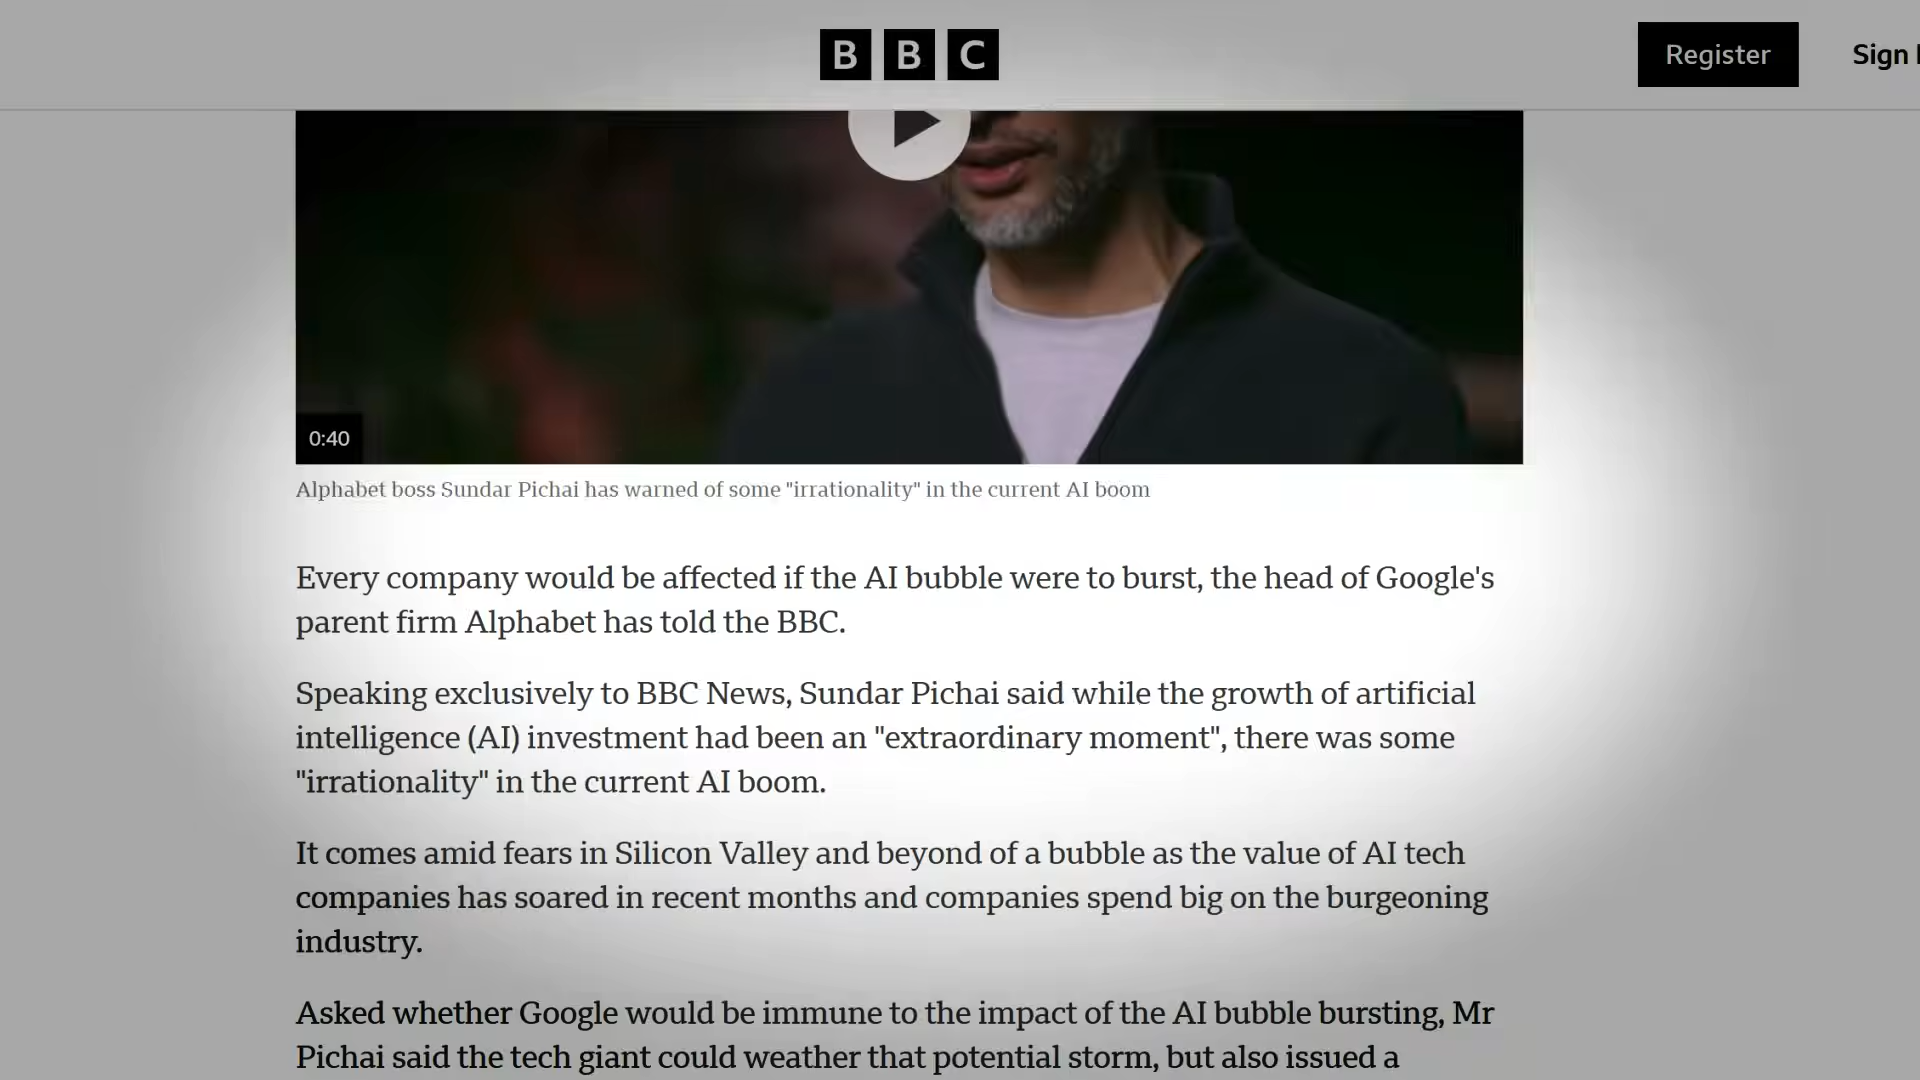 BBC
Register
Sign
0:40
Alphabet boss Sundar Pichai has warned of some "irrationality" in the current AI boom
Every company would be affected if the AI bubble were to burst, the head of Google's
parent firm Alphabet has told the BBC.
Speaking exclusively to BBC News, Sundar Pichai said while the growth of artificial
intelligence (AI) investment had been an "extraordinary moment", there was some
"irrationality" in the current AI boom.
It comes amid fears in Silicon Valley and beyond of a bubble as the value of AI tech
companies has soared in recent months and companies spend big on the burgeoning
industry.
Asked whether Google would be immune to the impact of the AI bubble bursting, Mr
Pichai said the tech giant could weather that potential storm, but also issued a